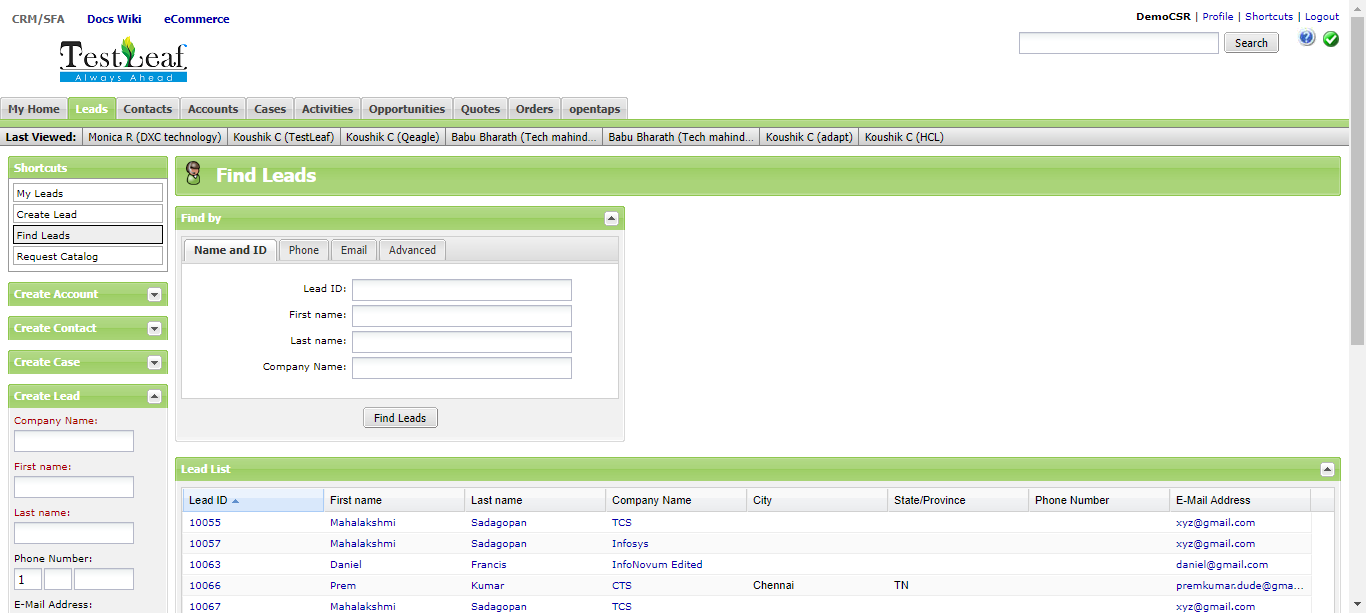 CRM/SFA Docs Wiki eCommerce
DemoCSR | Profile | Shortcuts | Logout
TestLeaf
Always Ahead
Search
My Home Leads Contacts Accounts Cases Activities Opportunities Quotes Orders opentaps
Last Viewed: Monica R (DXC technology) Koushik C (TestLeaf) Koushik C (Qeagle) Babu Bharath (Tech mahind... Babu Bharath (Tech mahind... Koushik C (adapt) Koushik C (HCL)
Shortcuts
My Leads
Create Lead
Find Leads
Request Catalog
Create Account
Create Contact
Create Case
Create Lead
Company Name:
First name:
Last name:
Phone Number:
1
E-Mail Address:
Find Leads
Find by
Name and ID Phone Email Advanced
Lead ID:
First name:
Last name:
Company Name:
Find Leads
Lead List
Lead ID First name Last name Company Name City State/Province Phone Number E-Mail Address
10055 Mahalakshmi Sadagopan TCS xyz@gmail.com
10057 Mahalakshmi Sadagopan Infosys xyz@gmail.com
10063 Daniel Francis InfoNovum Edited daniel@gmail.com
10066 Prem Kumar CTS Chennai TN premkumar.dude@gma...
10067 Mahalakshmi Sadagopan TCS xyz@gmail.com